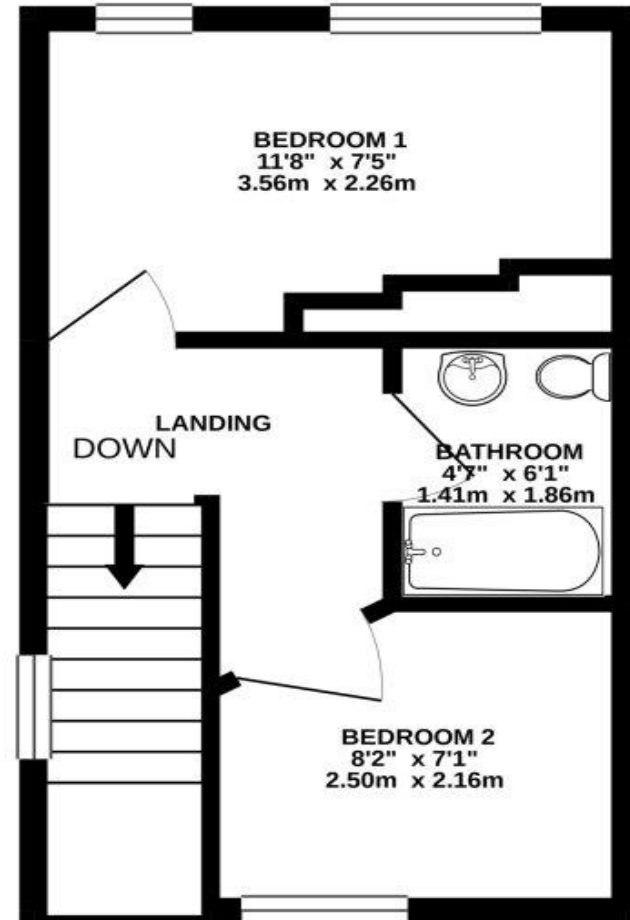 BEDROOM 1
11'8" x 7'5"
3.56m x 2.26m
LANDING
DOWN
BATHROOM
4'7" x 6'1"
1.41m x 1.86m
BEDROOM 2
8'2" x 7'1"
2.50m x 2.16m